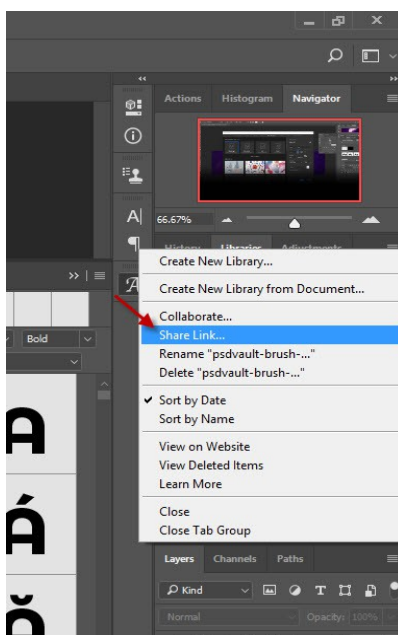 Actions Histogram Navigator
66.67%
History Libraries Adjustments
Create New Library...
Create New Library from Document...
Collaborate...
Share Link...
Rename "psdvault-brush-..."
Delete "psdvault-brush-..."
Sort by Date
Sort by Name
View on Website
View Deleted Items
Learn More
Close
Close Tab Group
Bold
A
Á
Ă
Layers Channels Paths
Kind
Normal Opacity: 100%